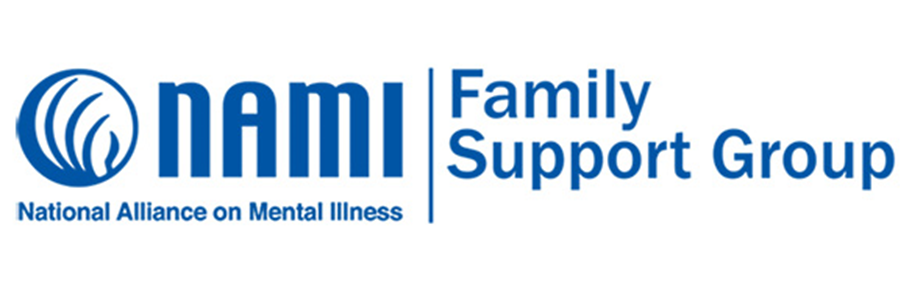 NAMI
National Alliance on Mental Illness
Family
Support Group